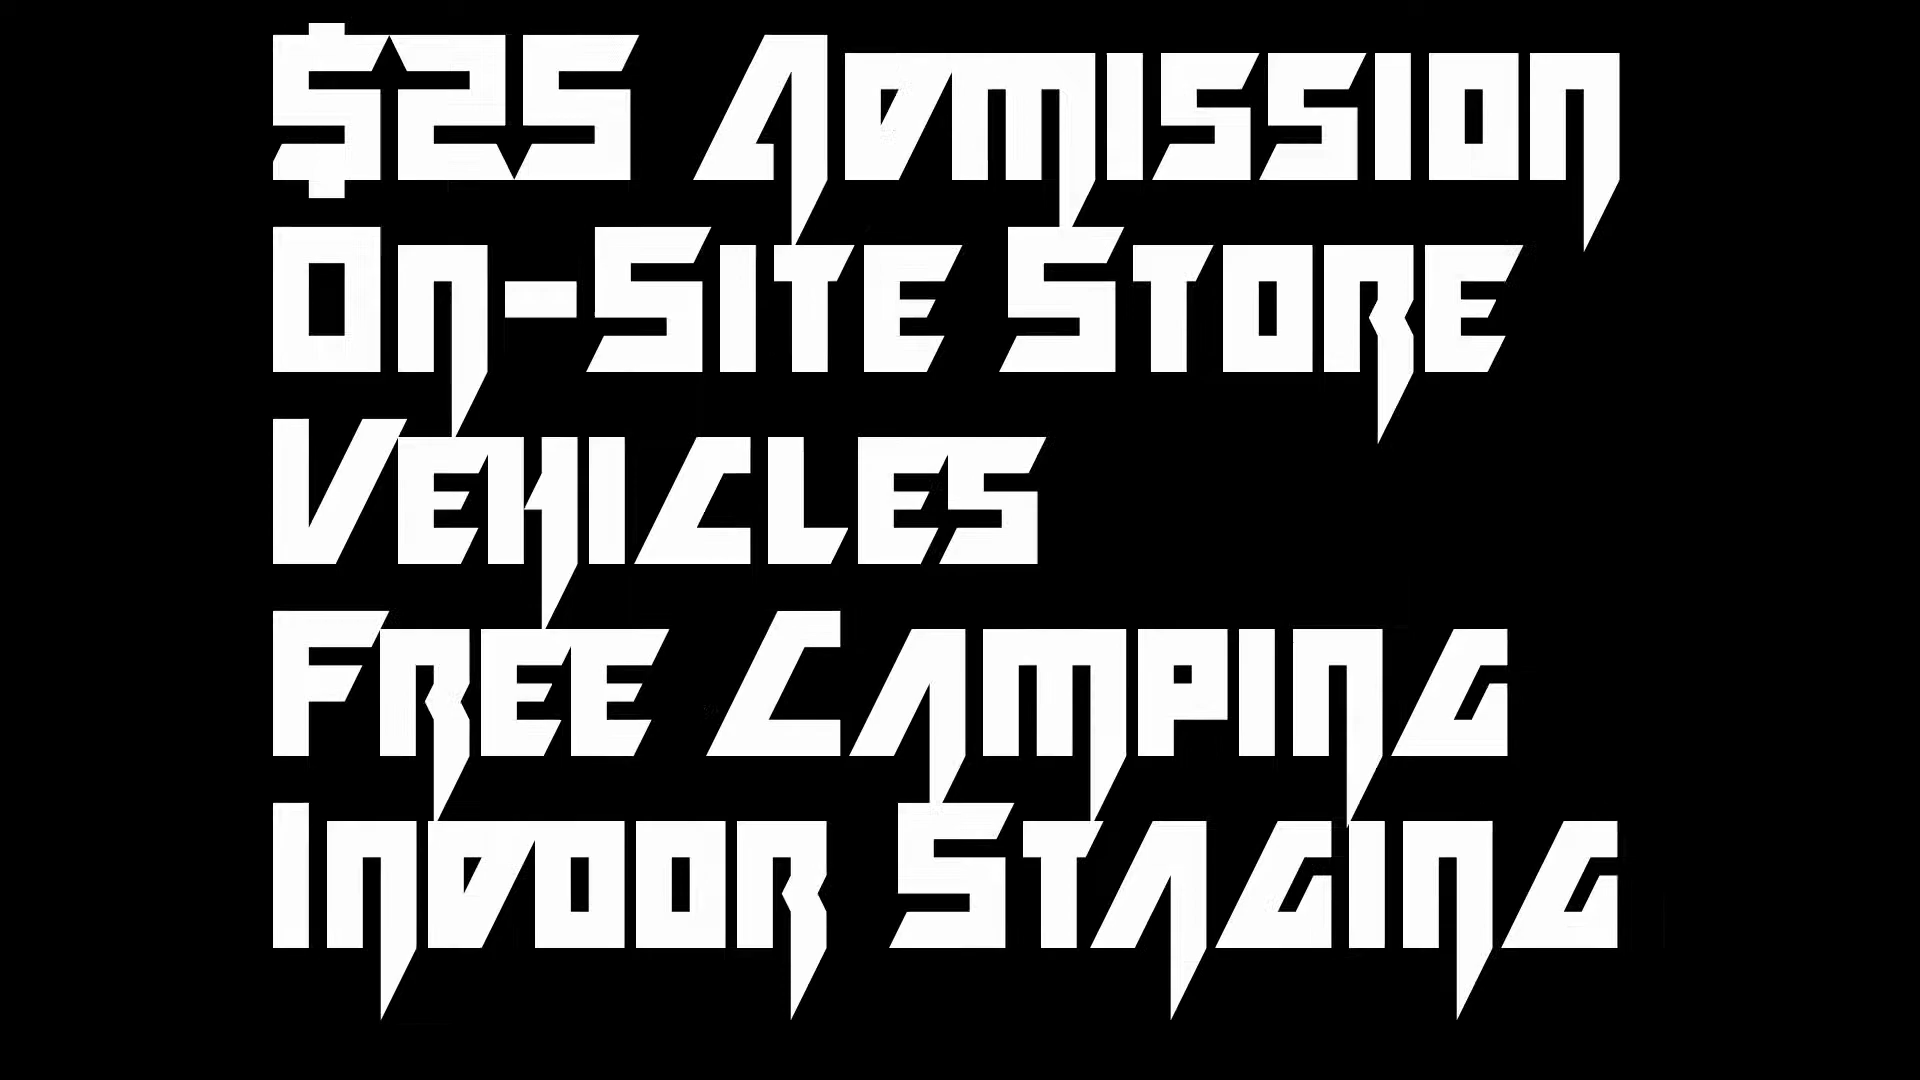 $25 Admission
On-Site Store
Vehicles
Free Camping
Indoor Staging